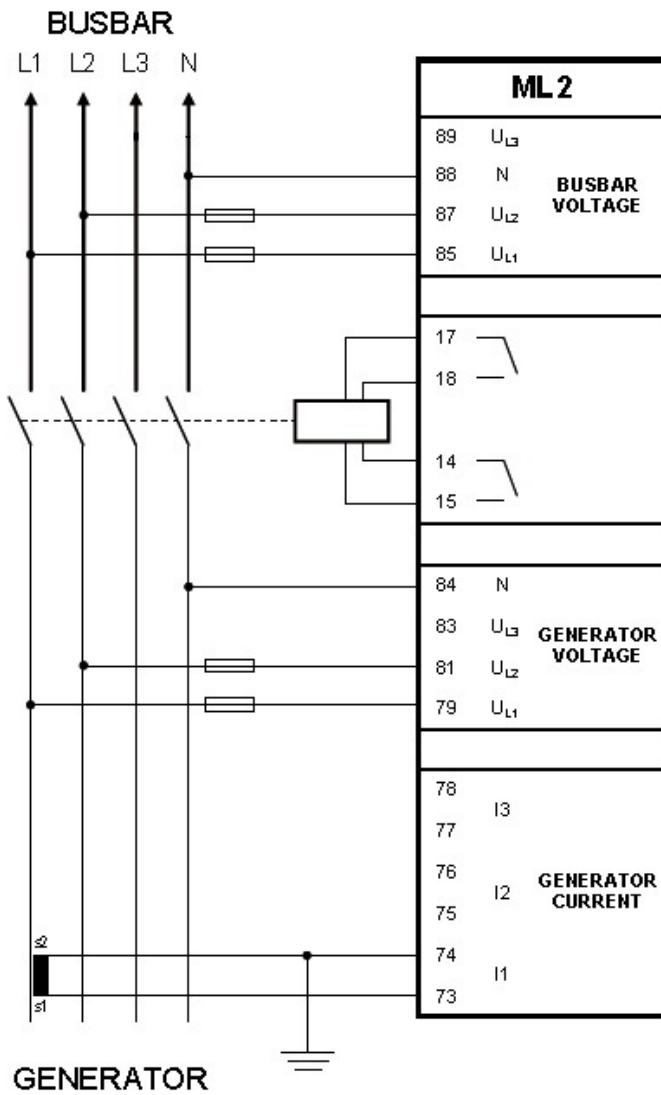 BUSBAR
L1 L2 L3 N
ML2
89 UL3
88 N
BUSBAR
VOLTAGE
87 UL2
85 UL1
17
18
14
15
84 N
83 UL3
GENERATOR
VOLTAGE
81 UL2
79 UL1
78
I3
77
76
I2
GENERATOR
CURRENT
75
74
I1
73
s2
s1
GENERATOR